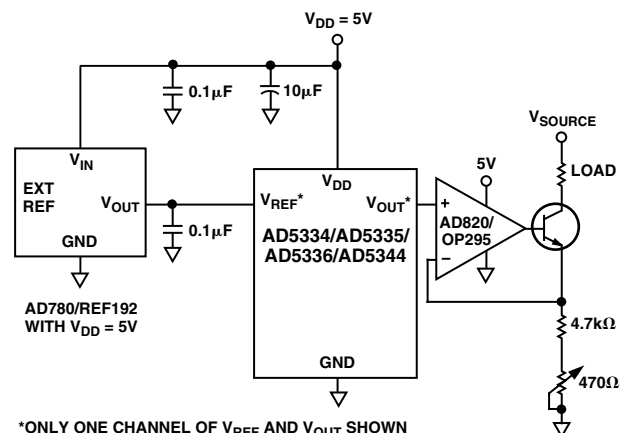 V_DD = 5V
0.1µF
10µF
V_SOURCE
LOAD
5V
EXT
REF
V_IN
V_OUT
GND
0.1µF
V_DD
V_REF*
V_OUT*
AD5334/AD5335/
AD5336/AD5344
GND
+
AD820/
OP295
−
4.7kΩ
470Ω
AD780/REF192
WITH V_DD = 5V
*ONLY ONE CHANNEL OF V_REF AND V_OUT SHOWN